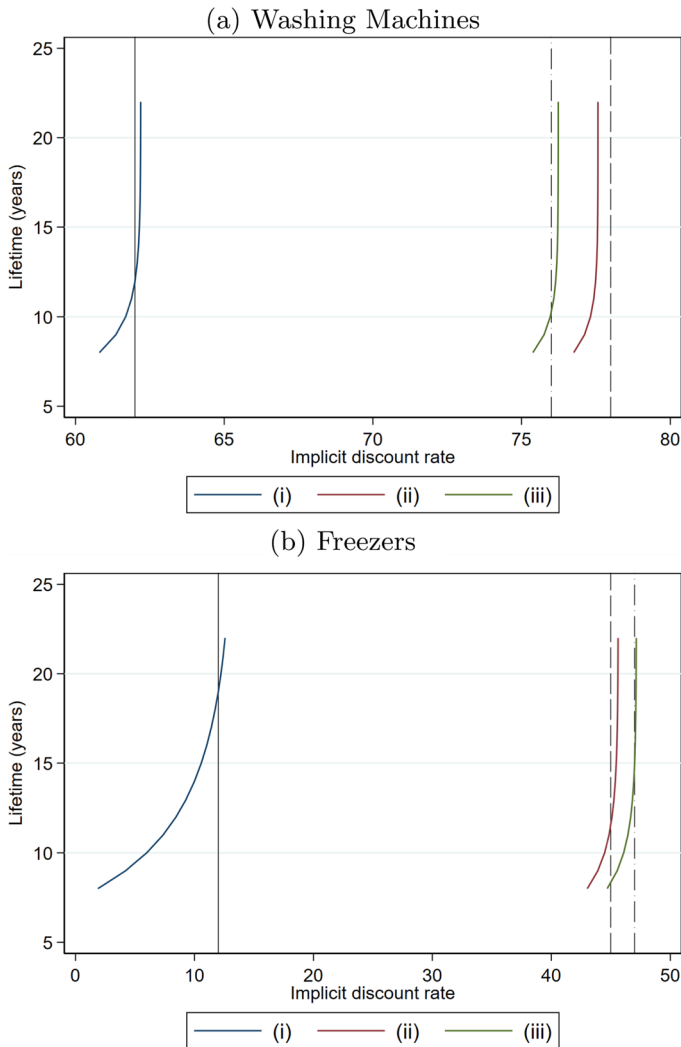 (a) Washing Machines
25
20
15
10
5
Lifetime (years)
60 65 70 75 80
Implicit discount rate
(i) (ii) (iii)
(b) Freezers
25
20
15
10
5
Lifetime (years)
0 10 20 30 40 50
Implicit discount rate
(i) (ii) (iii)